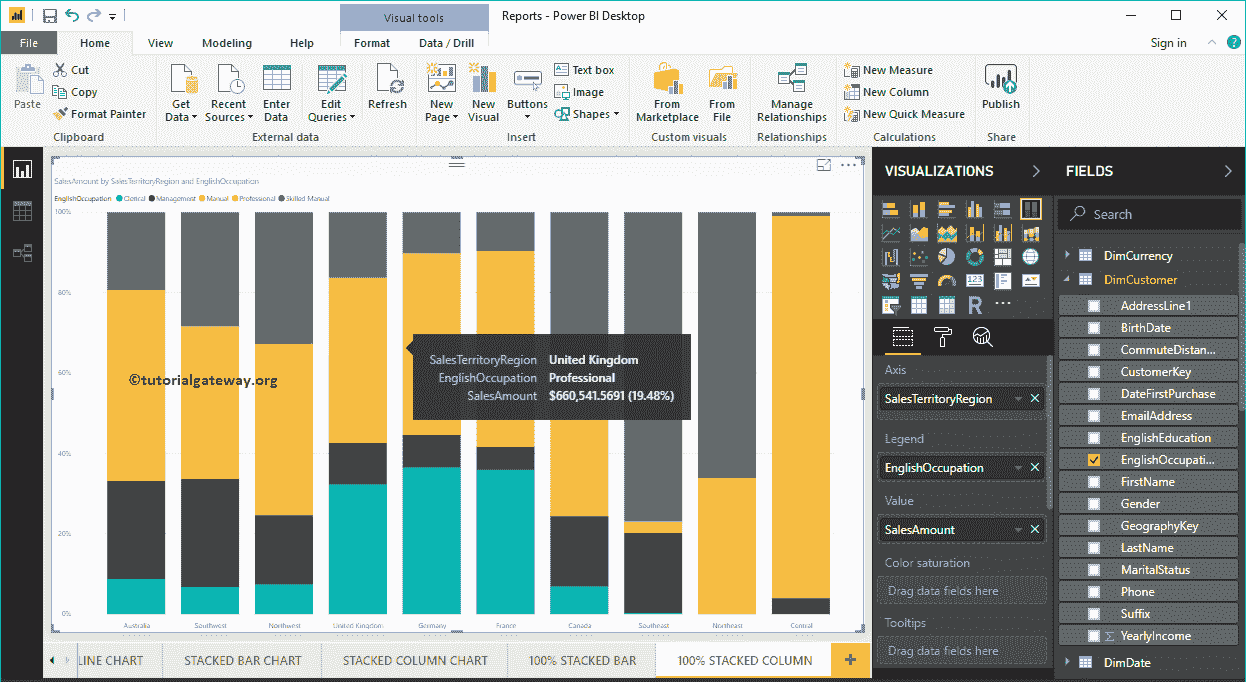 Visual tools
Reports - Power BI Desktop
File Home View Modeling Help Format Data / Drill
Sign in
?
Paste
Cut
Copy
Format Painter
Clipboard
Get Data
Recent Sources
Enter Data
Edit Queries
External data
Refresh
New Page
New Visual
Buttons
Text box
Image
Shapes
Insert
From Marketplace
From File
Custom visuals
Manage Relationships
Relationships
New Measure
New Column
New Quick Measure
Calculations
Publish
Share
SalesAmount by SalesTerritoryRegion and EnglishOccupation
EnglishOccupation Clerical Management Manual Professional Skilled Manual
100%
80%
60%
40%
20%
0%
©tutorialgateway.org
SalesTerritoryRegion United Kingdom
EnglishOccupation Professional
SalesAmount $660,541.5691 (19.48%)
Australia Southwest Northwest United Kingdom Germany France Canada Southeast Northeast Central
LINE CHART STACKED BAR CHART STACKED COLUMN CHART 100% STACKED BAR 100% STACKED COLUMN +
VISUALIZATIONS
123
R
Axis
SalesTerritoryRegion
Legend
EnglishOccupation
Value
SalesAmount
Color saturation
Drag data fields here
Tooltips
Drag data fields here
FIELDS
Search
DimCurrency
DimCustomer
AddressLine1
BirthDate
CommuteDistan...
CustomerKey
DateFirstPurchase
EmailAddress
EnglishEducation
EnglishOccupati...
FirstName
Gender
GeographyKey
LastName
MaritalStatus
Phone
Suffix
Σ YearlyIncome
DimDate